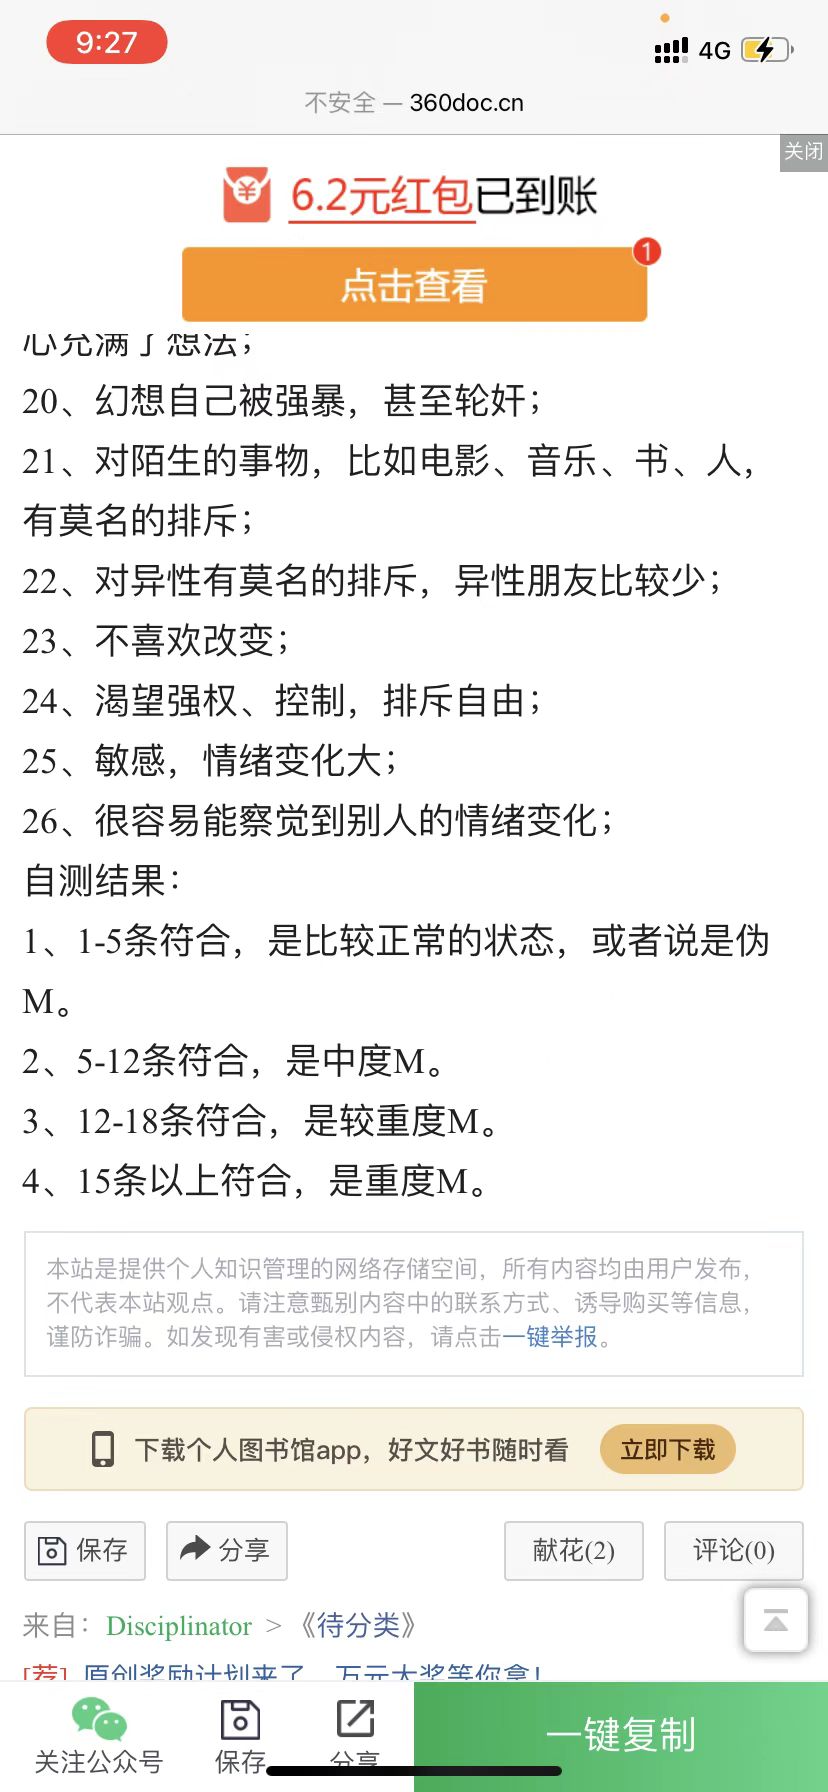 9:27
4G
不安全 — 360doc.cn
关闭
6.2元红包已到账
1
点击查看
心充满了想法；
20、幻想自己被强暴，甚至轮奸；
21、对陌生的事物，比如电影、音乐、书、人，
有莫名的排斥；
22、对异性有莫名的排斥，异性朋友比较少；
23、不喜欢改变；
24、渴望强权、控制，排斥自由；
25、敏感，情绪变化大；
26、很容易能察觉到别人的情绪变化；
自测结果：
1、1-5条符合，是比较正常的状态，或者说是伪
M。
2、5-12条符合，是中度M。
3、12-18条符合，是较重度M。
4、15条以上符合，是重度M。
本站是提供个人知识管理的网络存储空间，所有内容均由用户发布，
不代表本站观点。请注意甄别内容中的联系方式、诱导购买等信息，
谨防诈骗。如发现有害或侵权内容，请点击一键举报。
下载个人图书馆app，好文好书随时看 立即下载
保存 分享 献花(2) 评论(0)
来自： Disciplinator > 《待分类》
[荐] 原创奖励计划来了，万元大奖等你拿！
关注公众号 保存 分享 一键复制